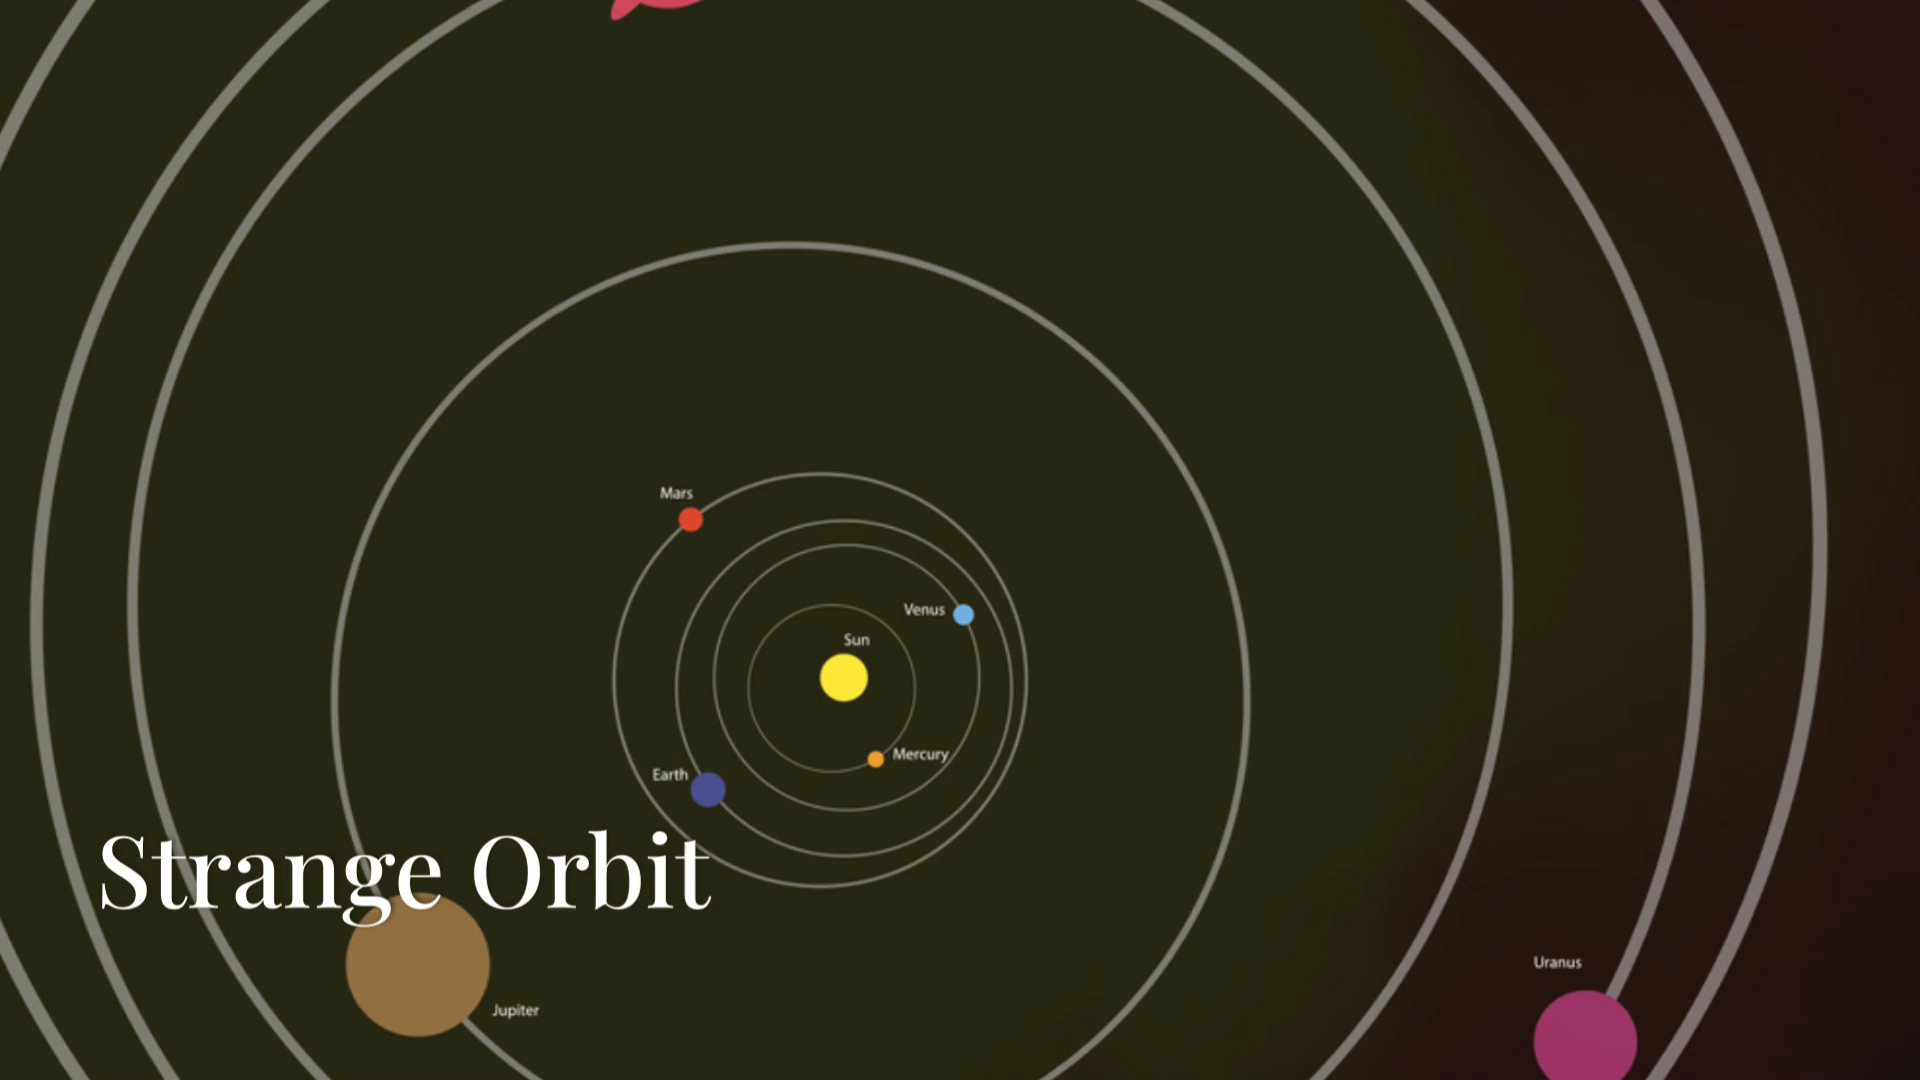 Mars
Venus
Sun
Mercury
Earth
Strange Orbit
Uranus
Jupiter